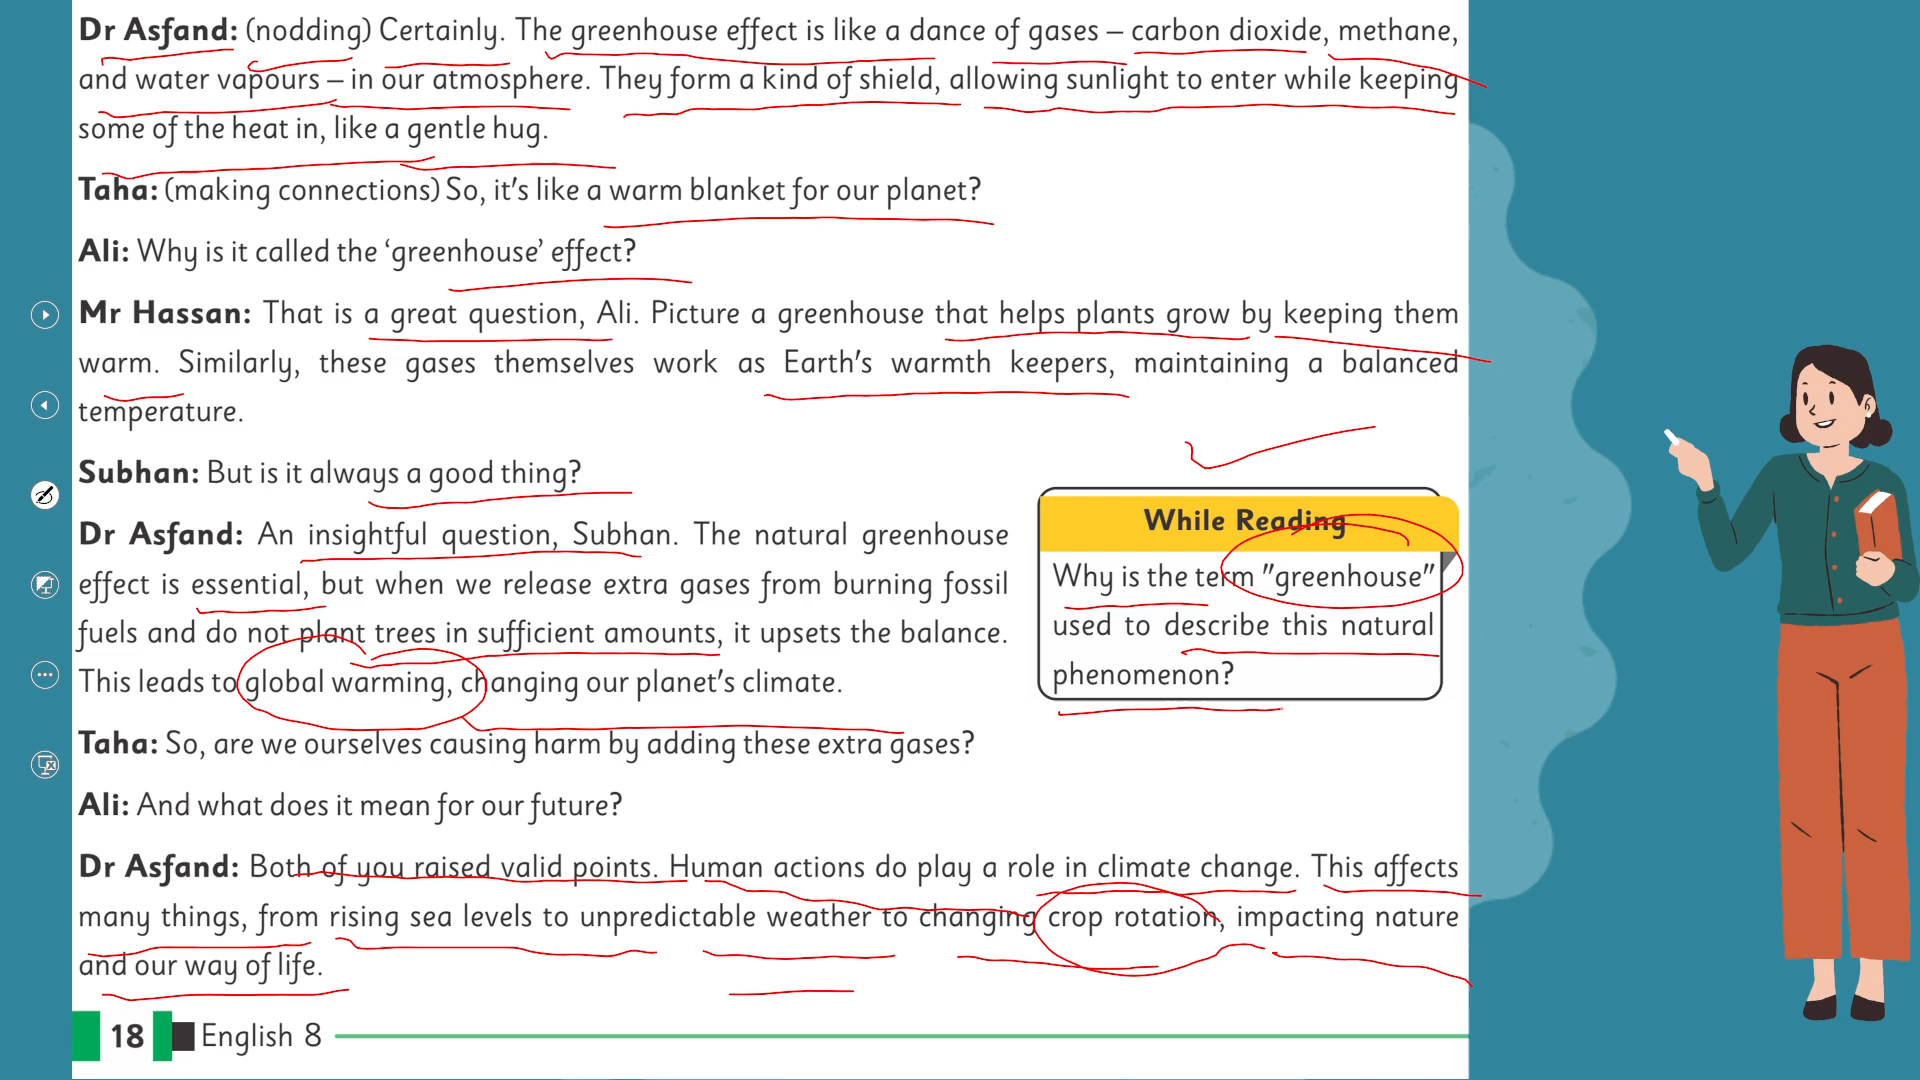 Dr Asfand: (nodding) Certainly. The greenhouse effect is like a dance of gases – carbon dioxide, methane,
and water vapours – in our atmosphere. They form a kind of shield, allowing sunlight to enter while keeping
some of the heat in, like a gentle hug.
Taha: (making connections) So, it's like a warm blanket for our planet?
Ali: Why is it called the ‘greenhouse’ effect?
Mr Hassan: That is a great question, Ali. Picture a greenhouse that helps plants grow by keeping them
warm. Similarly, these gases themselves work as Earth's warmth keepers, maintaining a balanced
temperature.
Subhan: But is it always a good thing?
Dr Asfand: An insightful question, Subhan. The natural greenhouse
effect is essential, but when we release extra gases from burning fossil
fuels and do not plant trees in sufficient amounts, it upsets the balance.
This leads to global warming, changing our planet's climate.
While Reading
Why is the term "greenhouse"
used to describe this natural
phenomenon?
Taha: So, are we ourselves causing harm by adding these extra gases?
Ali: And what does it mean for our future?
Dr Asfand: Both of you raised valid points. Human actions do play a role in climate change. This affects
many things, from rising sea levels to unpredictable weather to changing crop rotation, impacting nature
and our way of life.
18 English 8